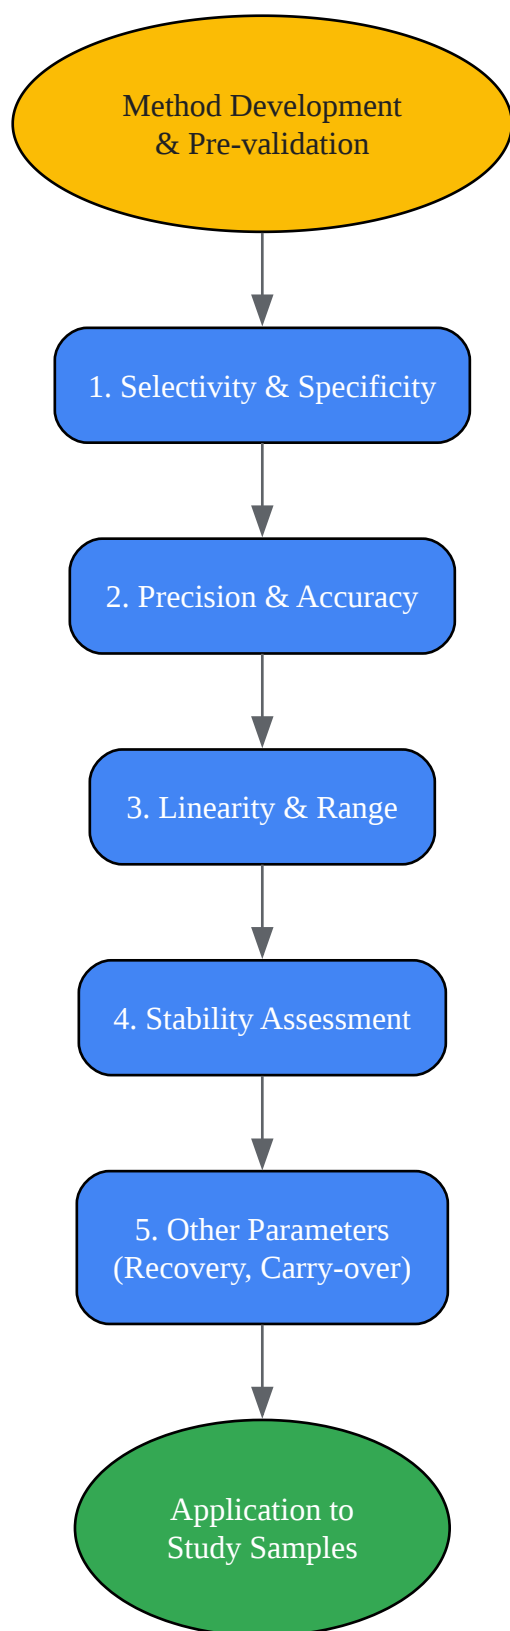 Method Development
& Pre-validation
1. Selectivity & Specificity
2. Precision & Accuracy
3. Linearity & Range
4. Stability Assessment
5. Other Parameters
(Recovery, Carry-over)
Application to
Study Samples